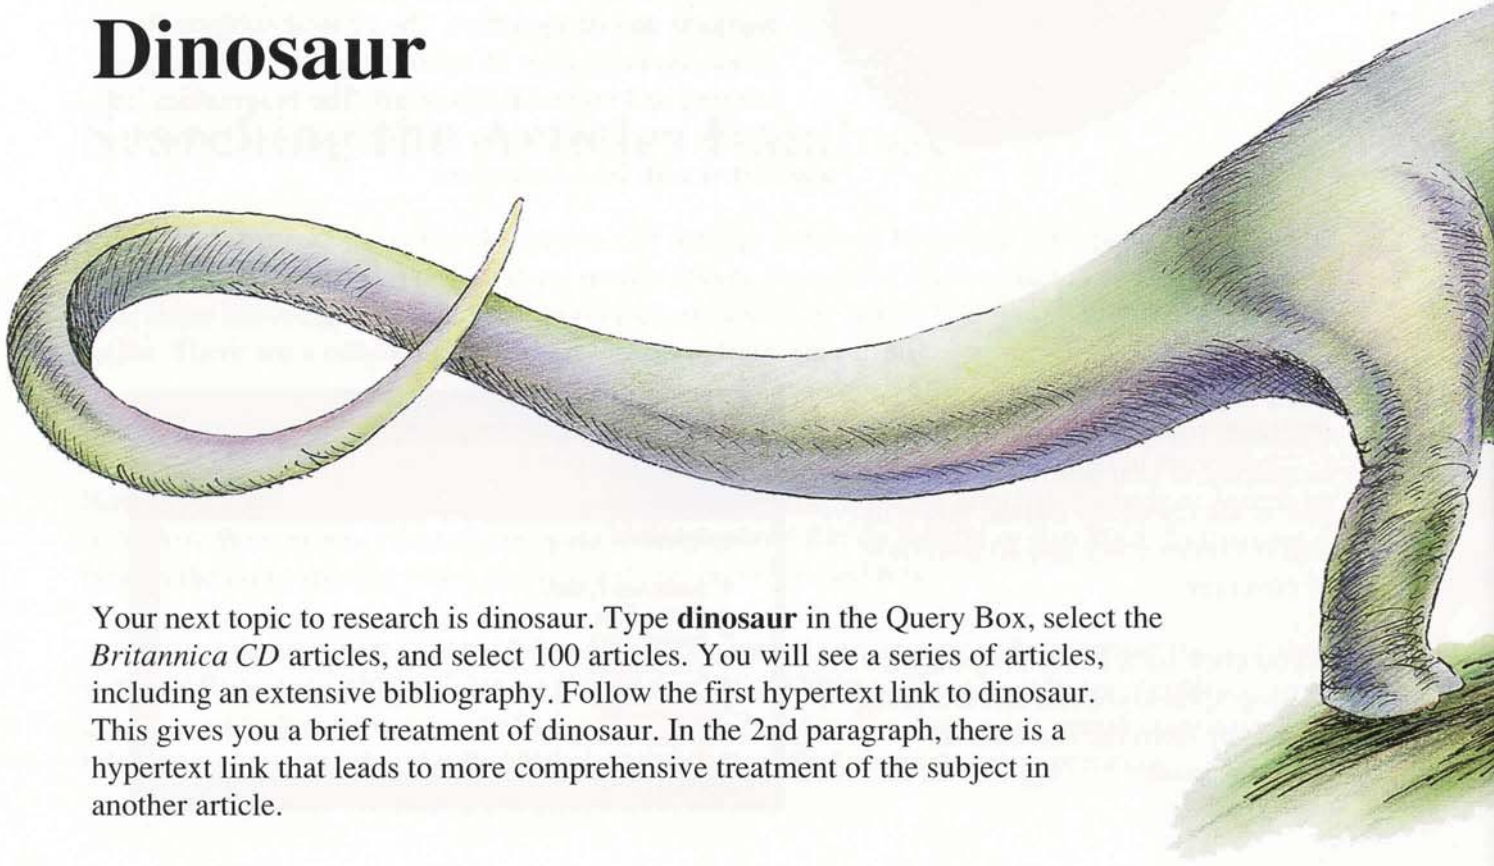 Dinosaur
Your next topic to research is dinosaur. Type dinosaur in the Query Box, select the
Britannica CD articles, and select 100 articles. You will see a series of articles,
including an extensive bibliography. Follow the first hypertext link to dinosaur.
This gives you a brief treatment of dinosaur. In the 2nd paragraph, there is a
hypertext link that leads to more comprehensive treatment of the subject in
another article.